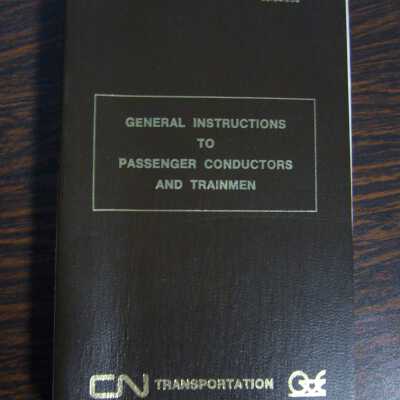 GENERAL INSTRUCTIONS
TO
PASSENGER CONDUCTORS
AND TRAINMEN
CN TRANSPORTATION